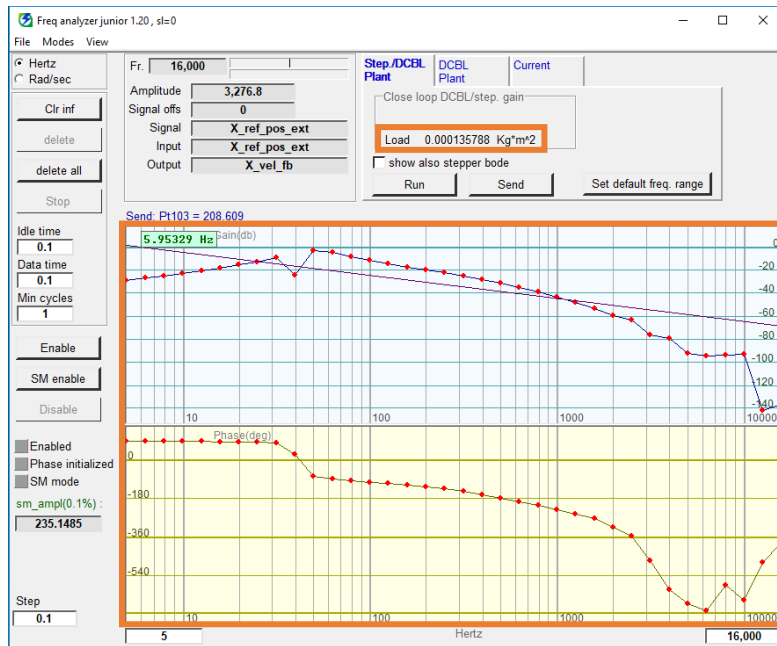 Freq analyzer junior 1.20 , sl=0
File Modes View
Hertz
Rad/sec
Clr inf
delete
delete all
Stop
Idle time
0.1
Data time
0.1
Min cycles
1
Enable
SM enable
Disable
Enabled
Phase initialized
SM mode
sm_ampl(0.1%) :
235.1485
Step
0.1
Fr. 16,000
Amplitude 3,276.8
Signal offs 0
Signal X_ref_pos_ext
Input X_ref_pos_ext
Output X_vel_fb
Step./DCBL Plant
DCBL Plant
Current
Close loop DCBL/step. gain
Load 0.000135788 Kg*m^2
show also stepper bode
Run
Send
Set default freq. range
Send: Pt103 = 208.609
5.95329 Hz
Gain(db)
0
-20
-40
-60
-80
-100
-120
-140
10 100 1000 10000
Phase(deg)
0
-180
-360
-540
10 100 1000 10000
5 Hertz 16,000